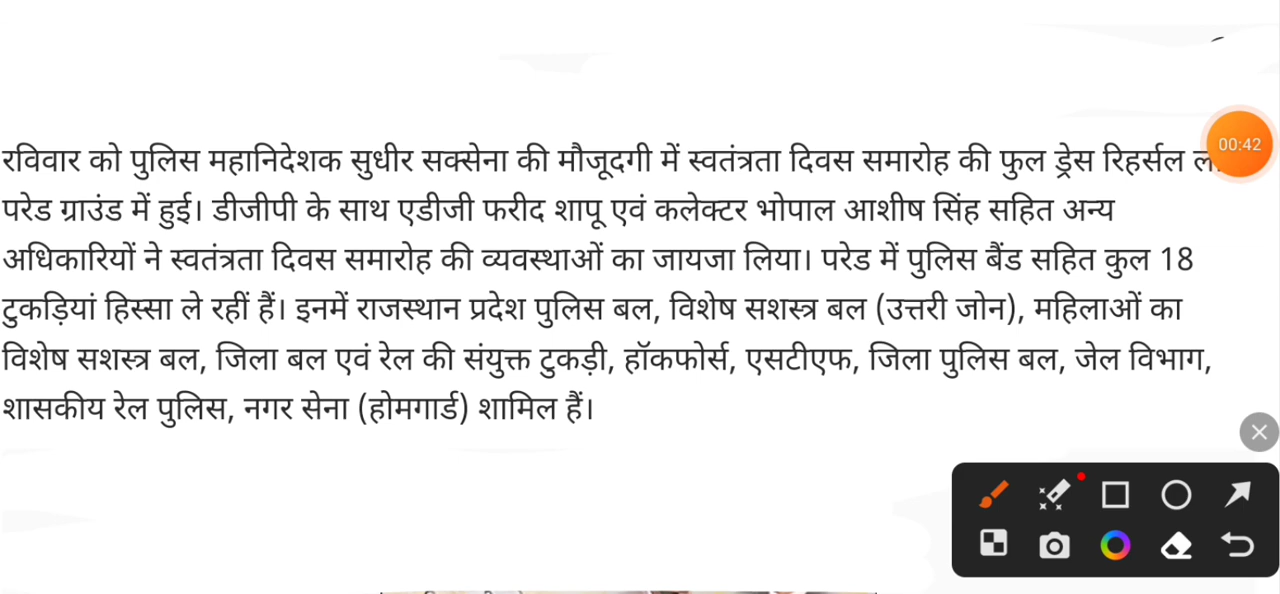 रविवार को पुलिस महानिदेशक सुधीर सक्सेना की मौजूदगी में स्वतंत्रता दिवस समारोह की फुल ड्रेस रिहर्सल
परेड ग्राउंड में हुई। डीजीपी के साथ एडीजी फरीद शापू एवं कलेक्टर भोपाल आशीष सिंह सहित अन्य
अधिकारियों ने स्वतंत्रता दिवस समारोह की व्यवस्थाओं का जायजा लिया। परेड में पुलिस बैंड सहित कुल 18
टुकड़ियां हिस्सा ले रहीं हैं। इनमें राजस्थान प्रदेश पुलिस बल, विशेष सशस्त्र बल (उत्तरी जोन), महिलाओं का
विशेष सशस्त्र बल, जिला बल एवं रेल की संयुक्त टुकड़ी, हॉकफोर्स, एसटीएफ, जिला पुलिस बल, जेल विभाग,
शासकीय रेल पुलिस, नगर सेना (होमगार्ड) शामिल हैं।
00:42